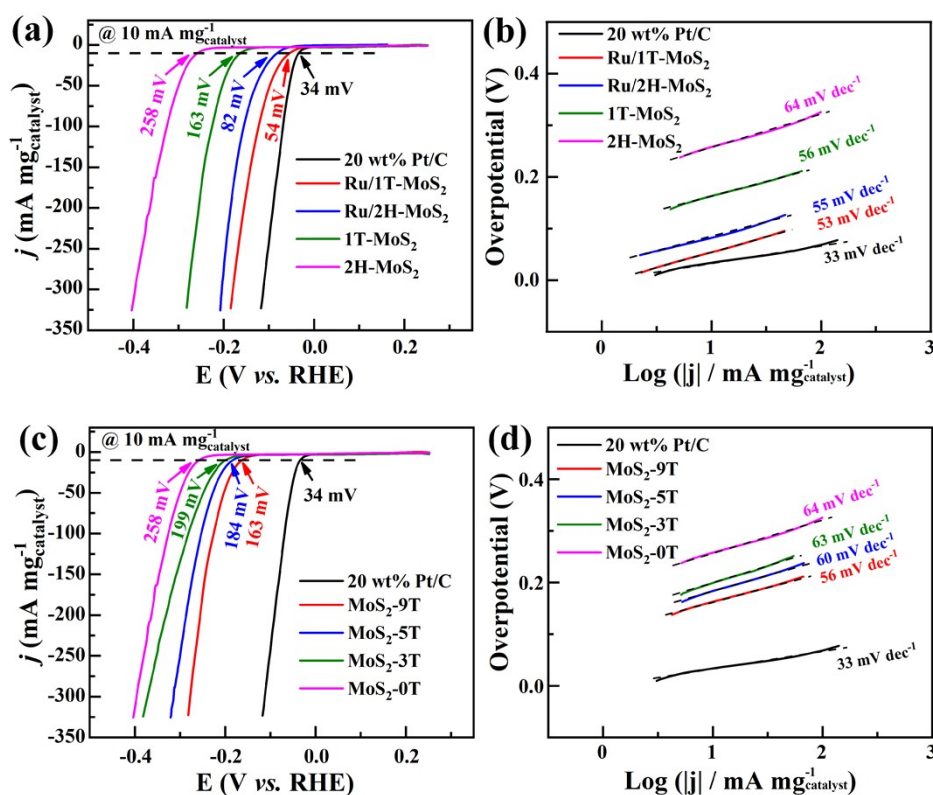 (a)
@ 10 mA mg⁻¹catalyst
0
-50
-100
-150
-200
-250
-300
-350
j (mA mg⁻¹catalyst)
258 mV
163 mV
82 mV
54 mV
34 mV
20 wt% Pt/C
Ru/1T-MoS₂
Ru/2H-MoS₂
1T-MoS₂
2H-MoS₂
-0.4
-0.2
0.0
0.2
E (V vs. RHE)
(b)
20 wt% Pt/C
Ru/1T-MoS₂
Ru/2H-MoS₂
1T-MoS₂
2H-MoS₂
0.4
0.2
0.0
Overpotential (V)
64 mV dec⁻¹
56 mV dec⁻¹
55 mV dec⁻¹
53 mV dec⁻¹
33 mV dec⁻¹
0
1
2
3
Log (|j| / mA mg⁻¹catalyst)
(c)
@ 10 mA mg⁻¹catalyst
0
-50
-100
-150
-200
-250
-300
-350
j (mA mg⁻¹catalyst)
258 mV
199 mV
184 mV
163 mV
34 mV
20 wt% Pt/C
MoS₂-9T
MoS₂-5T
MoS₂-3T
MoS₂-0T
-0.4
-0.2
0.0
0.2
E (V vs. RHE)
(d)
20 wt% Pt/C
MoS₂-9T
MoS₂-5T
MoS₂-3T
MoS₂-0T
0.4
0.2
0.0
Overpotential (V)
64 mV dec⁻¹
63 mV dec⁻¹
60 mV dec⁻¹
56 mV dec⁻¹
33 mV dec⁻¹
0
1
2
3
Log (|j| / mA mg⁻¹catalyst)